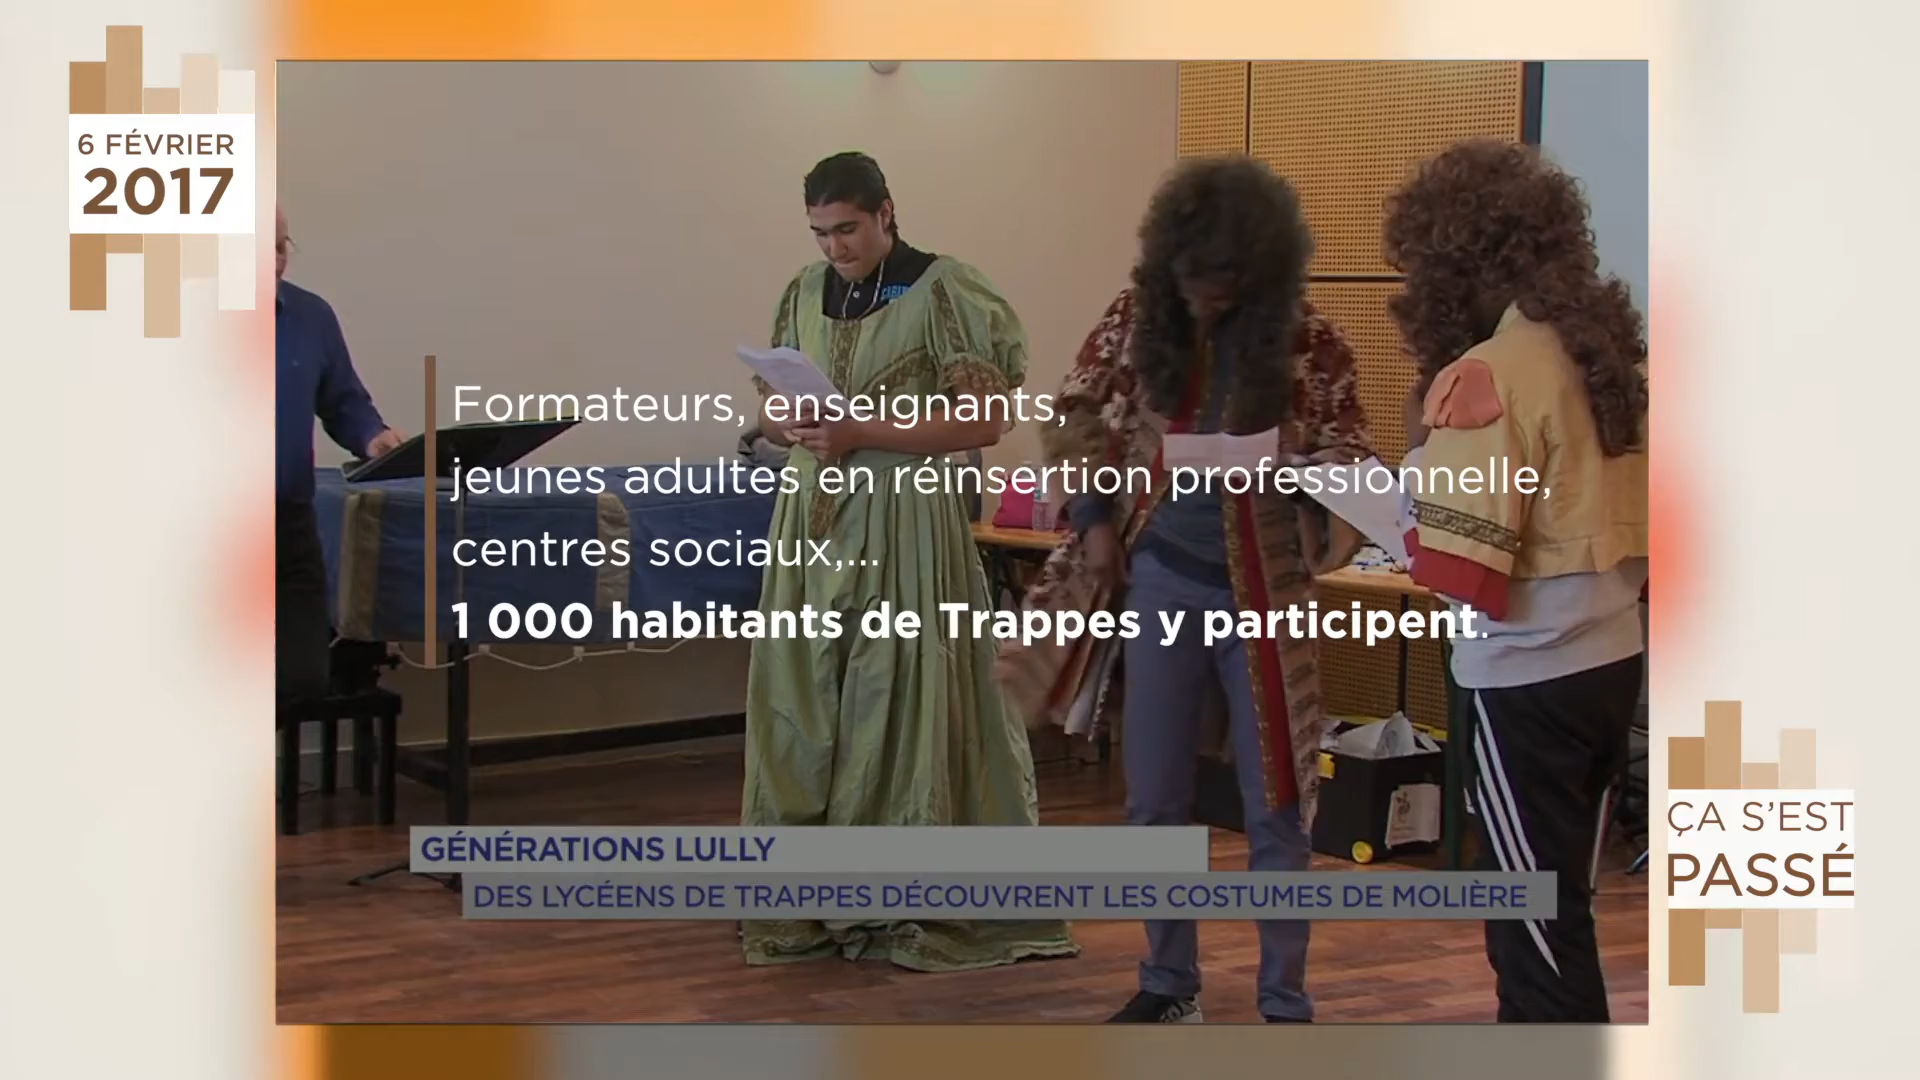 6 FÉVRIER
2017
Formateurs, enseignants,
jeunes adultes en réinsertion professionnelle,
centres sociaux,...
1 000 habitants de Trappes y participent.
GÉNÉRATIONS LULLY
DES LYCÉENS DE TRAPPES DÉCOUVRENT LES COSTUMES DE MOLIÈRE
ÇA S'EST
PASSÉ